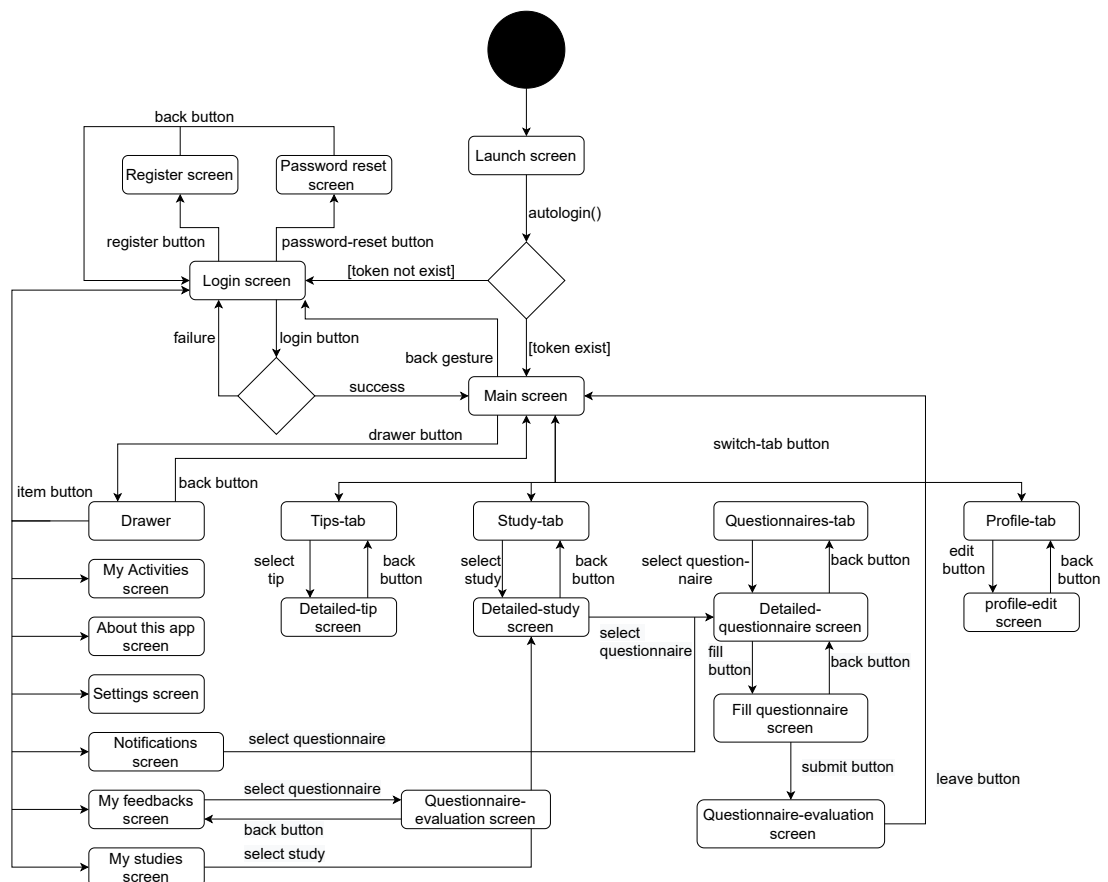 back button
Launch screen
Register screen
Password reset
screen
autologin()
register button
password-reset button
Login screen
[token not exist]
failure
login button
[token exist]
back gesture
success
Main screen
drawer button
switch-tab button
item button
back button
Drawer
Tips-tab
Study-tab
Questionnaires-tab
Profile-tab
select
tip
back
button
select
study
back
button
select question-
naire
back button
edit
button
back
button
My Activities
screen
Detailed-tip
screen
Detailed-study
screen
Detailed-
questionnaire screen
profile-edit
screen
About this app
screen
select
questionnaire
fill
button
back button
Settings screen
Fill questionnaire
screen
Notifications
screen
select questionnaire
submit button
leave button
My feedbacks
screen
select questionnaire
back button
Questionnaire-
evaluation screen
Questionnaire-evaluation
screen
My studies
screen
select study